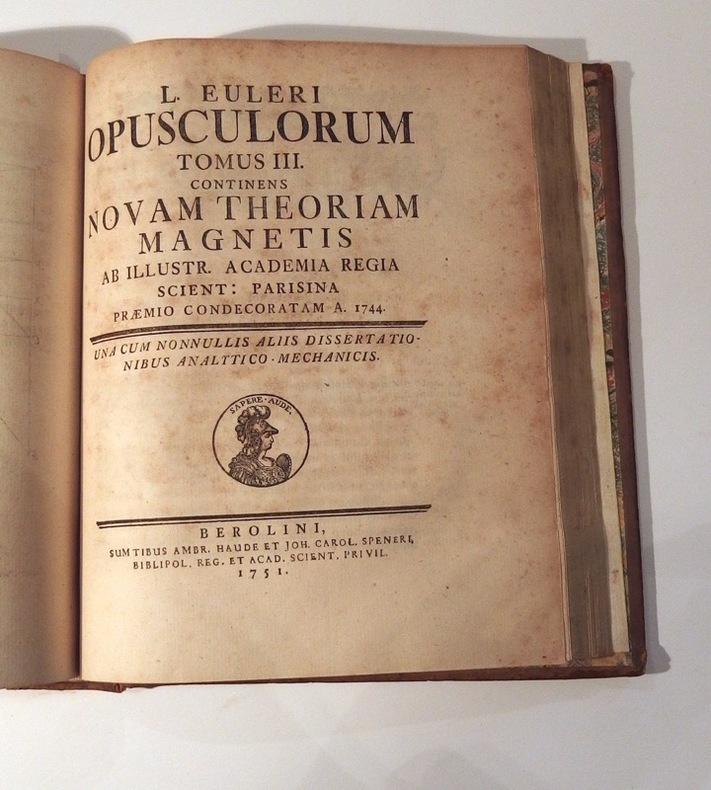 L. EULERI
OPUSCULORUM
TOMUS III.
CONTINENS
NOVAM THEORIAM
MAGNETIS
AB ILLUSTR. ACADEMIA REGIA
SCIENT: PARISINA
PRÆMIO CONDECORATAM A. 1744.
UNA CUM NONNULLIS ALIIS DISSERTATIO-
NIBUS ANALYTICO-MECHANICIS.
SAPERE·AUDE.
BEROLINI,
SUMTIBUS AMBR. HAUDE ET JOH. CAROL. SPENERI,
BIBLIPOL. REG. ET ACAD. SCIENT. PRIVIL.
1751.